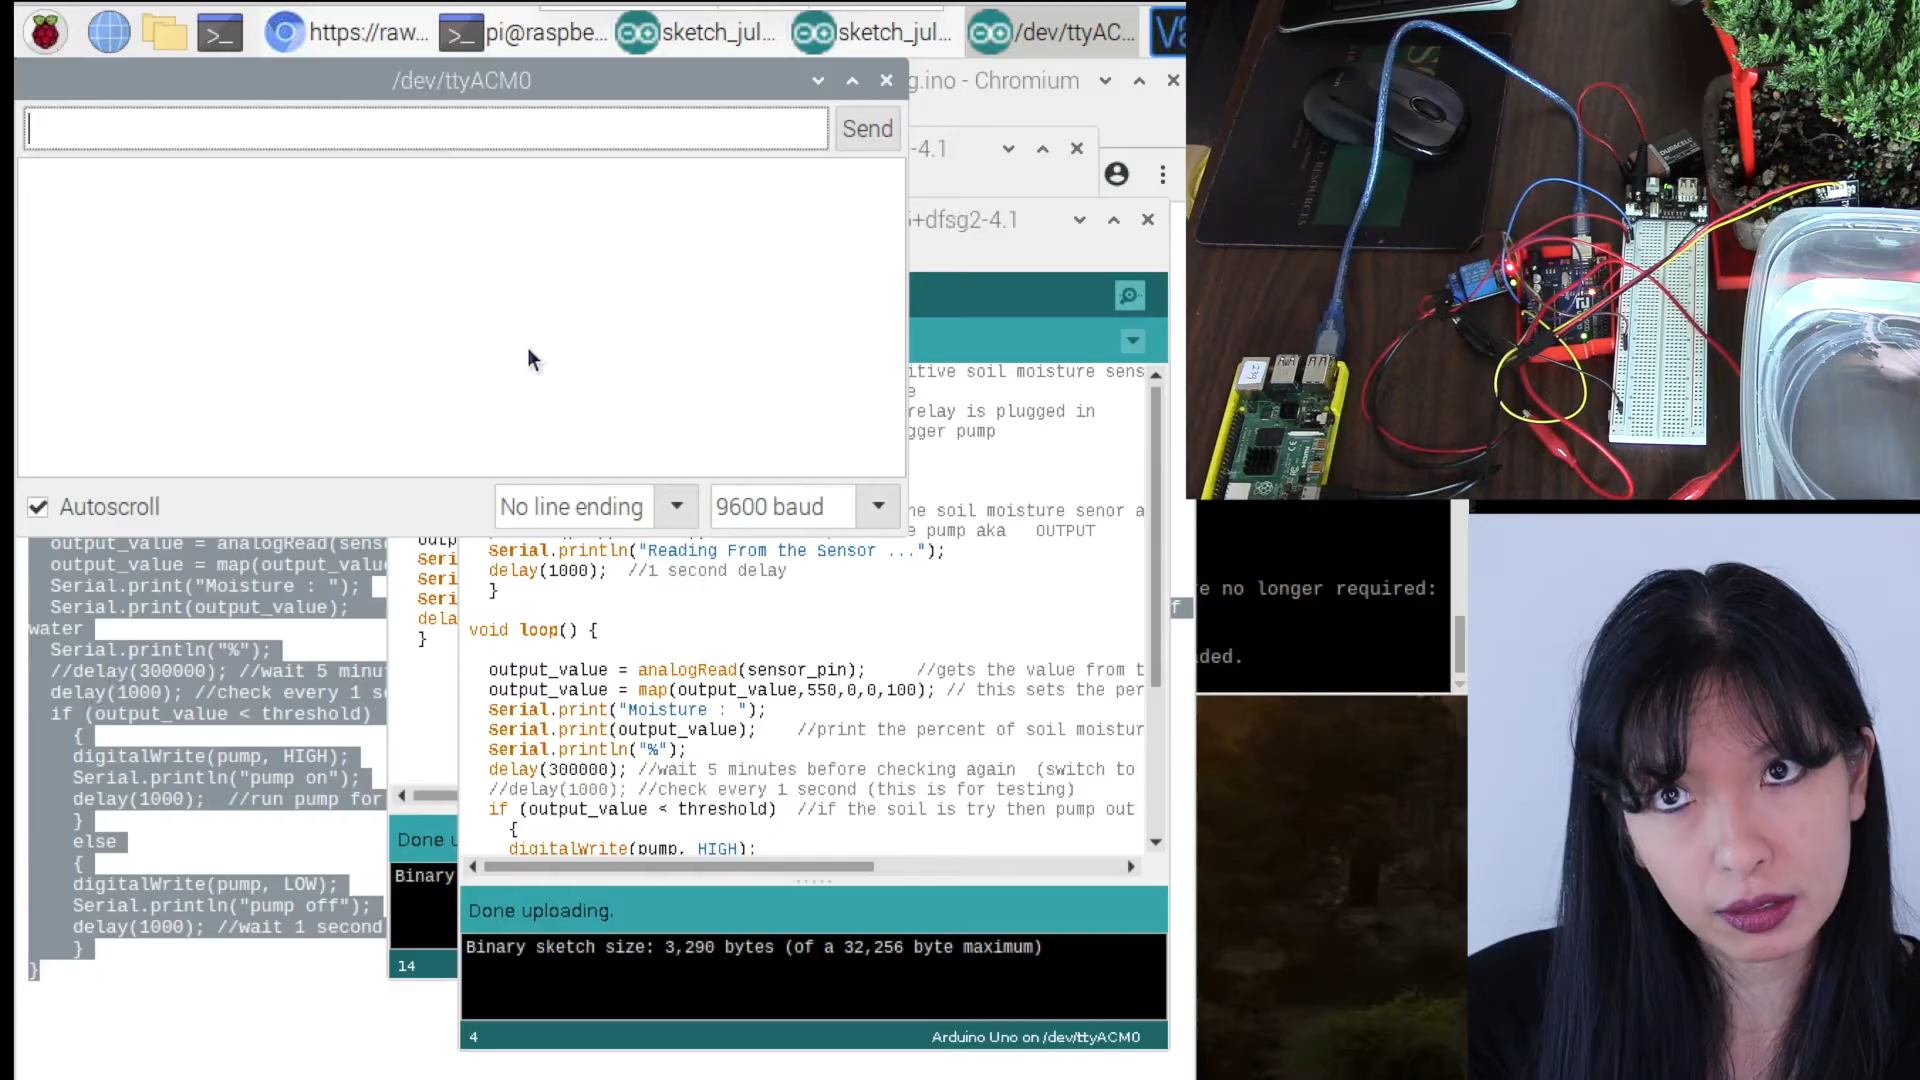 https://raw...
pi@raspbe...
sketch_jul...
sketch_jul...
/dev/ttyAC...
/dev/ttyACM0
g.ino - Chromium
Send
-4.1
+dfsg2-4.1
Autoscroll
No line ending
9600 baud
itive soil moisture sens
e
relay is plugged in
gger pump
he soil moisture senor a
e pump aka   OUTPUT
Serial.println("Reading From the Sensor ...");
delay(1000);  //1 second delay
}
void loop() {
output_value = analogRead(sensor_pin);     //gets the value from t
output_value = map(output_value,550,0,0,100); // this sets the per
Serial.print("Moisture : ");
Serial.print(output_value);    //print the percent of soil moistur
Serial.println("%");
delay(300000); //wait 5 minutes before checking again  (switch to
//delay(1000); //check every 1 second (this is for testing)
if (output_value < threshold)  //if the soil is try then pump out
{
digitalWrite(pump, HIGH);
Done uploading.
Binary sketch size: 3,290 bytes (of a 32,256 byte maximum)
4
Arduino Uno on /dev/ttyACM0
output_value = analogRead(sens
output_value = map(output_valu
Serial.print("Moisture : ");
Serial.print(output_value);
water
Serial.println("%");
//delay(300000); //wait 5 minu
delay(1000); //check every 1 s
if (output_value < threshold)
{
digitalWrite(pump, HIGH);
Serial.println("pump on");
delay(1000);  //run pump for
}
else
{
digitalWrite(pump, LOW);
Serial.println("pump off");
delay(1000); //wait 1 second
}
}
outp
Seri
Seri
Seri
dela
}
Done u
Binary
14
f
e no longer required:
ded.
DURACELL